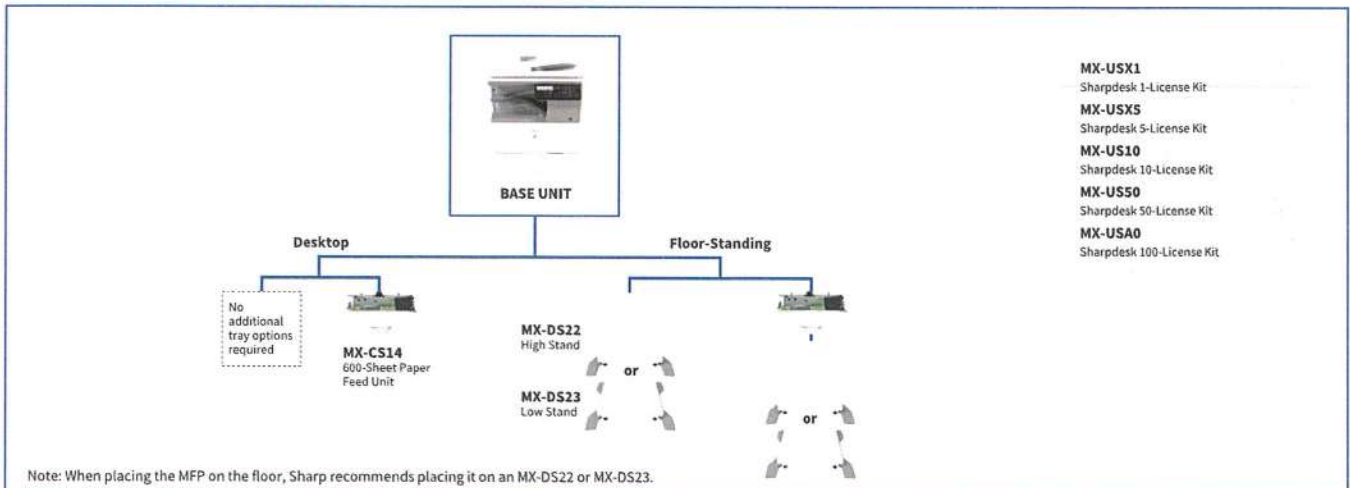 BASE UNIT
Desktop
Floor-Standing
No
additional
tray options
required
MX-CS14
600-Sheet Paper
Feed Unit
MX-DS22
High Stand
or
MX-DS23
Low Stand
or
MX-USX1
Sharpdesk 1-License Kit
MX-USX5
Sharpdesk 5-License Kit
MX-US10
Sharpdesk 10-License Kit
MX-US50
Sharpdesk 50-License Kit
MX-USA0
Sharpdesk 100-License Kit
Note: When placing the MFP on the floor, Sharp recommends placing it on an MX-DS22 or MX-DS23.